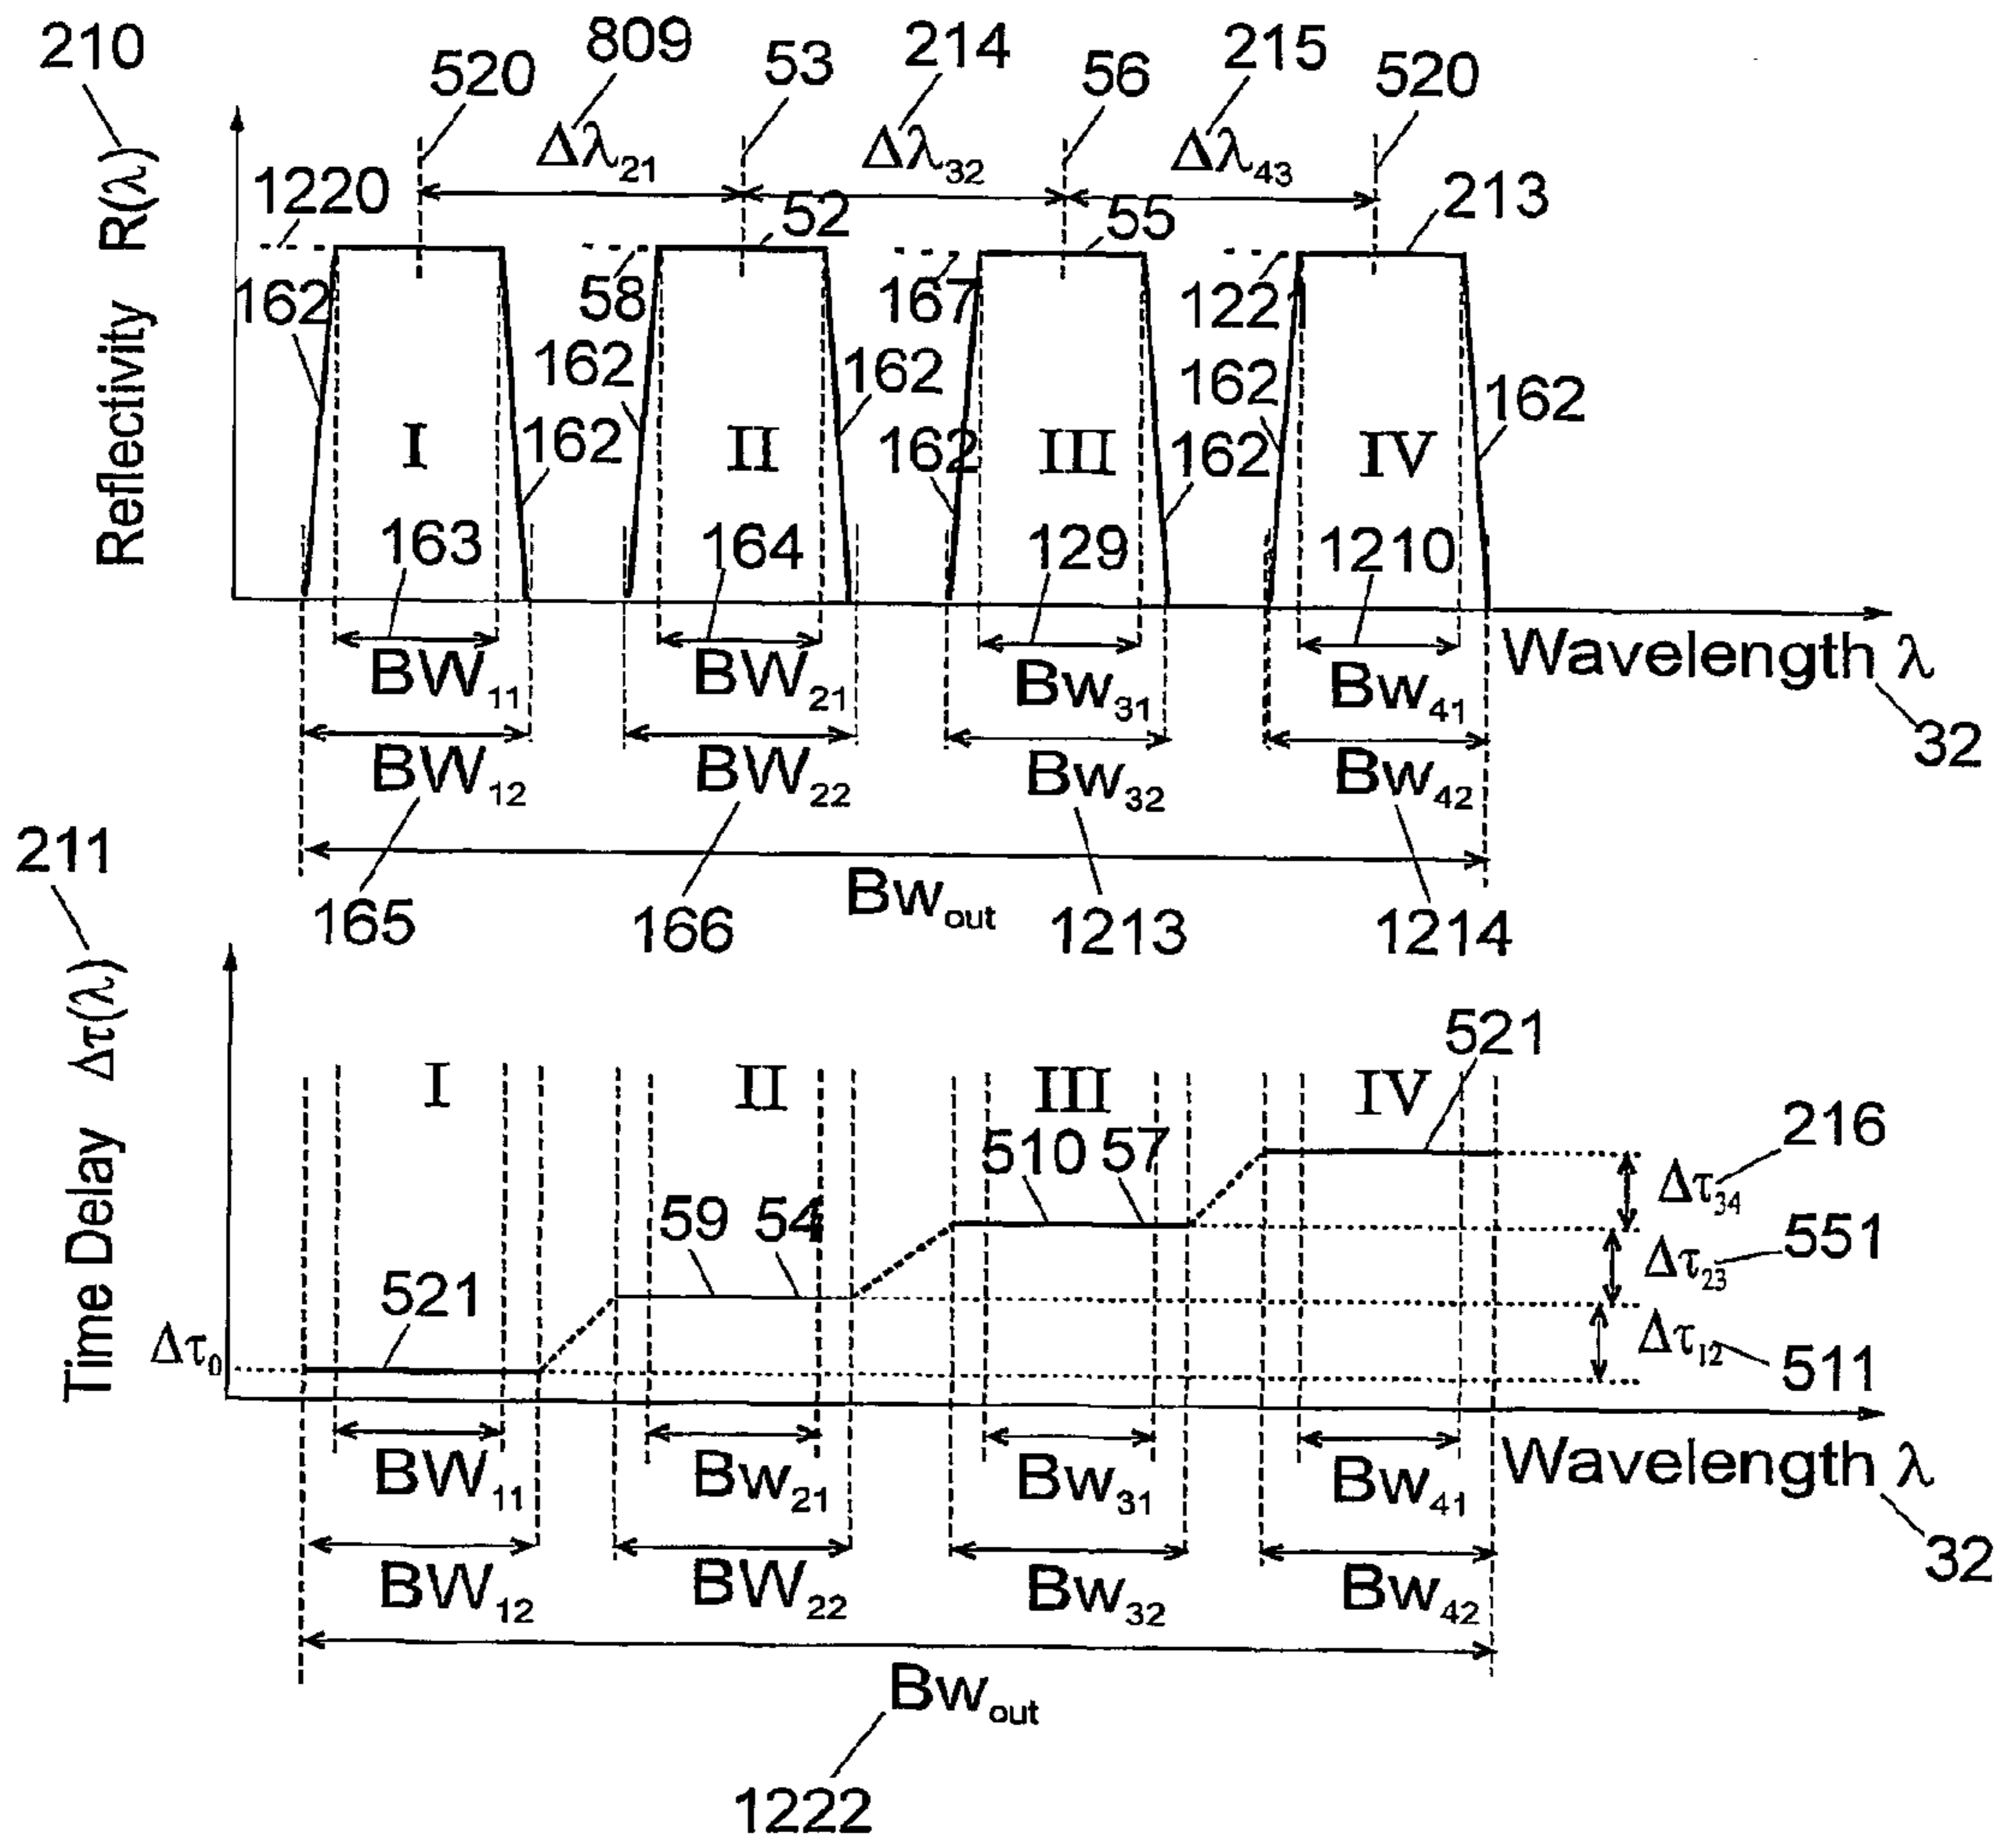 210
520
809
53
214
56
215
520
Δλ21
Δλ32
Δλ43
Reflectivity R(λ)
1220
52
55
213
162
58
167
1221
162
162
162
162
I
162
II
162
III
162
IV
163
164
129
1210
BW11
BW21
Bw31
Bw41
Wavelength λ
32
BW12
BW22
Bw32
Bw42
Bwout
165
166
1213
1214
211
Time Delay Δτ(λ)
I
II
III
IV
521
510
57
216
Δτ34
59
54
551
Δτ23
521
Δτ0
Δτ12
511
BW11
Bw21
Bw31
Bw41
Wavelength λ
32
BW12
BW22
Bw32
Bw42
Bwout
1222